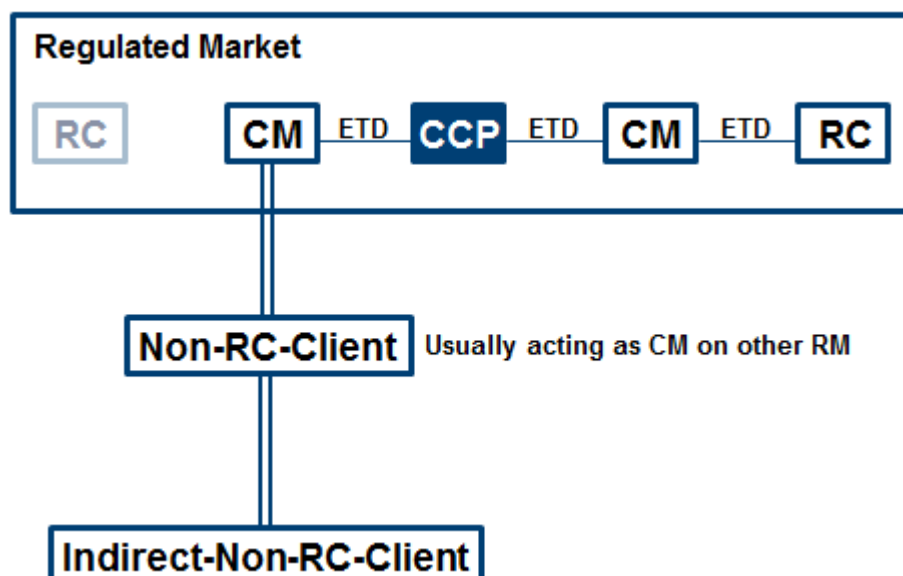 Regulated Market
RC CM ETD CCP ETD CM ETD RC
Non-RC-Client Usually acting as CM on other RM
Indirect-Non-RC-Client